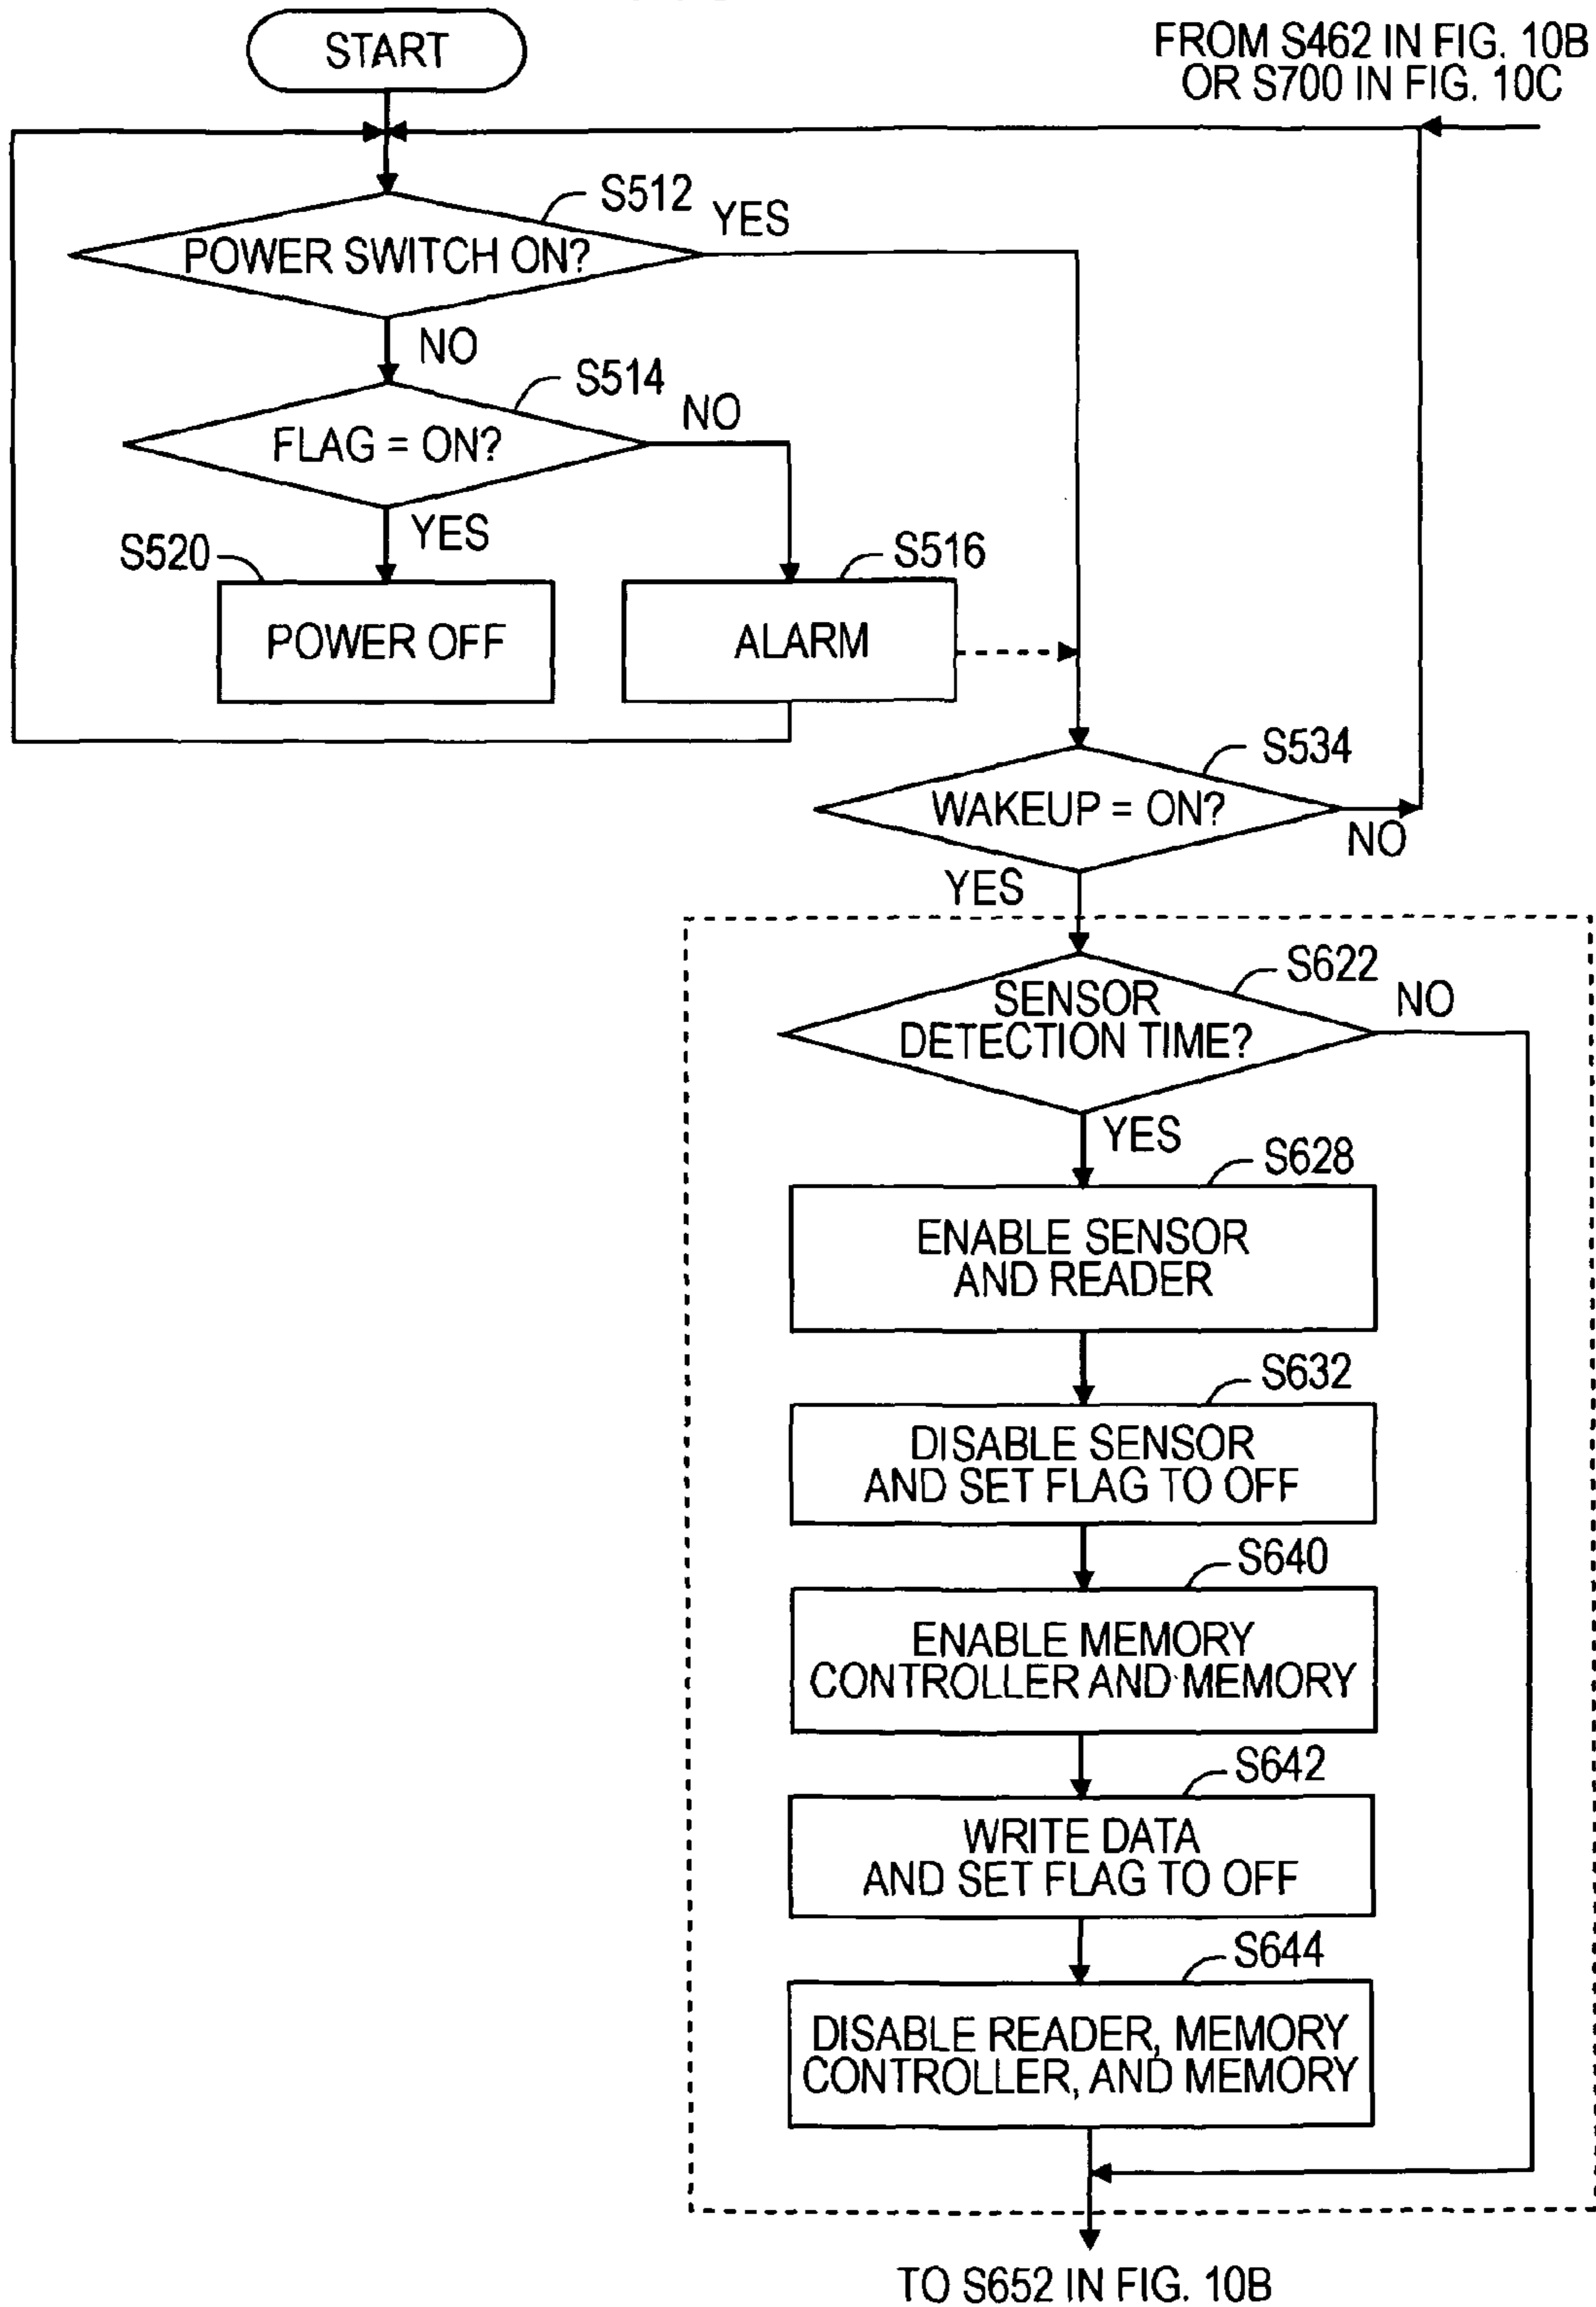 START
FROM S462 IN FIG. 10B
OR S700 IN FIG. 10C
S512
YES
POWER SWITCH ON?
NO
S514
NO
FLAG = ON?
YES
S520
S516
POWER OFF
ALARM
S534
WAKEUP = ON?
NO
YES
S622
NO
SENSOR
DETECTION TIME?
YES
S628
ENABLE SENSOR
AND READER
S632
DISABLE SENSOR
AND SET FLAG TO OFF
S640
ENABLE MEMORY
CONTROLLER AND MEMORY
S642
WRITE DATA
AND SET FLAG TO OFF
S644
DISABLE READER, MEMORY
CONTROLLER, AND MEMORY
TO S652 IN FIG. 10B